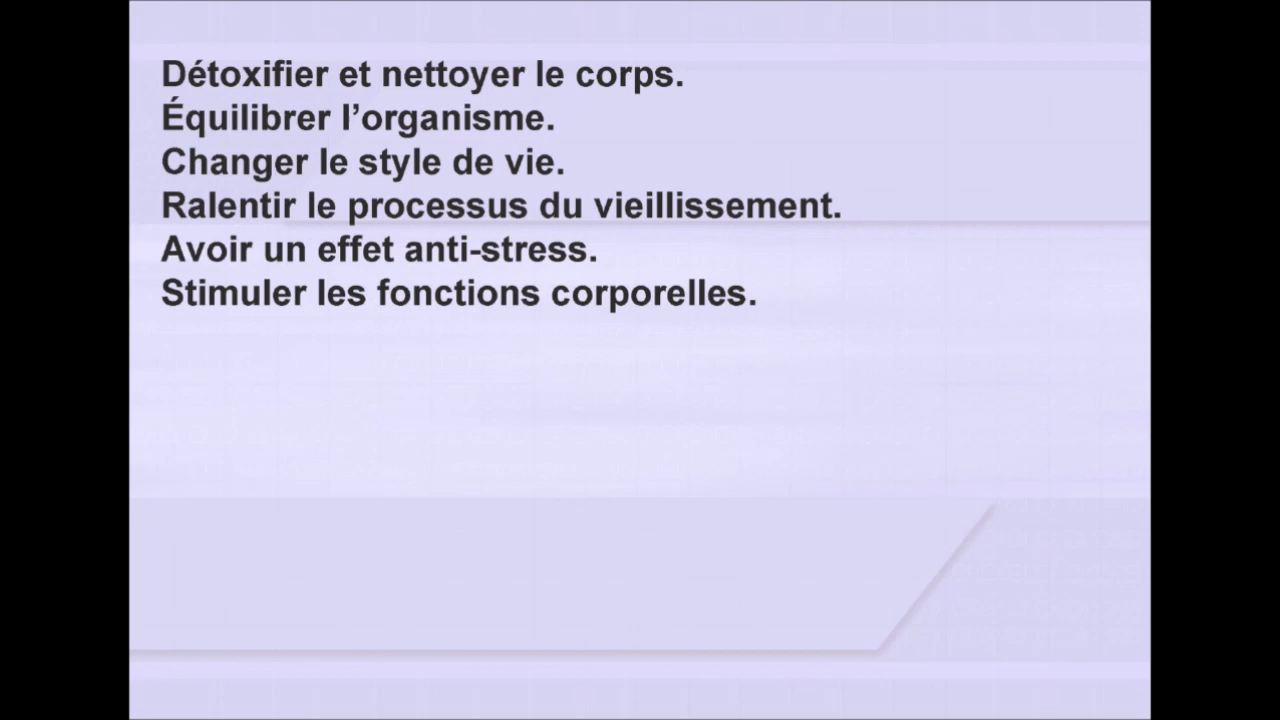 Détoxifier et nettoyer le corps.
Équilibrer l’organisme.
Changer le style de vie.
Ralentir le processus du vieillissement.
Avoir un effet anti-stress.
Stimuler les fonctions corporelles.